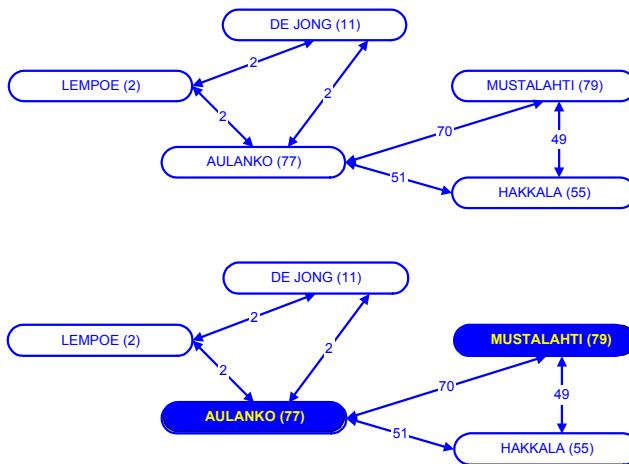 DE JONG (11)
2
LEMPOE (2)
2
2
MUSTALAHTI (79)
70
49
AULANKO (77)
51
HAKKALA (55)
DE JONG (11)
2
LEMPOE (2)
2
2
MUSTALAHTI (79)
70
49
AULANKO (77)
51
HAKKALA (55)